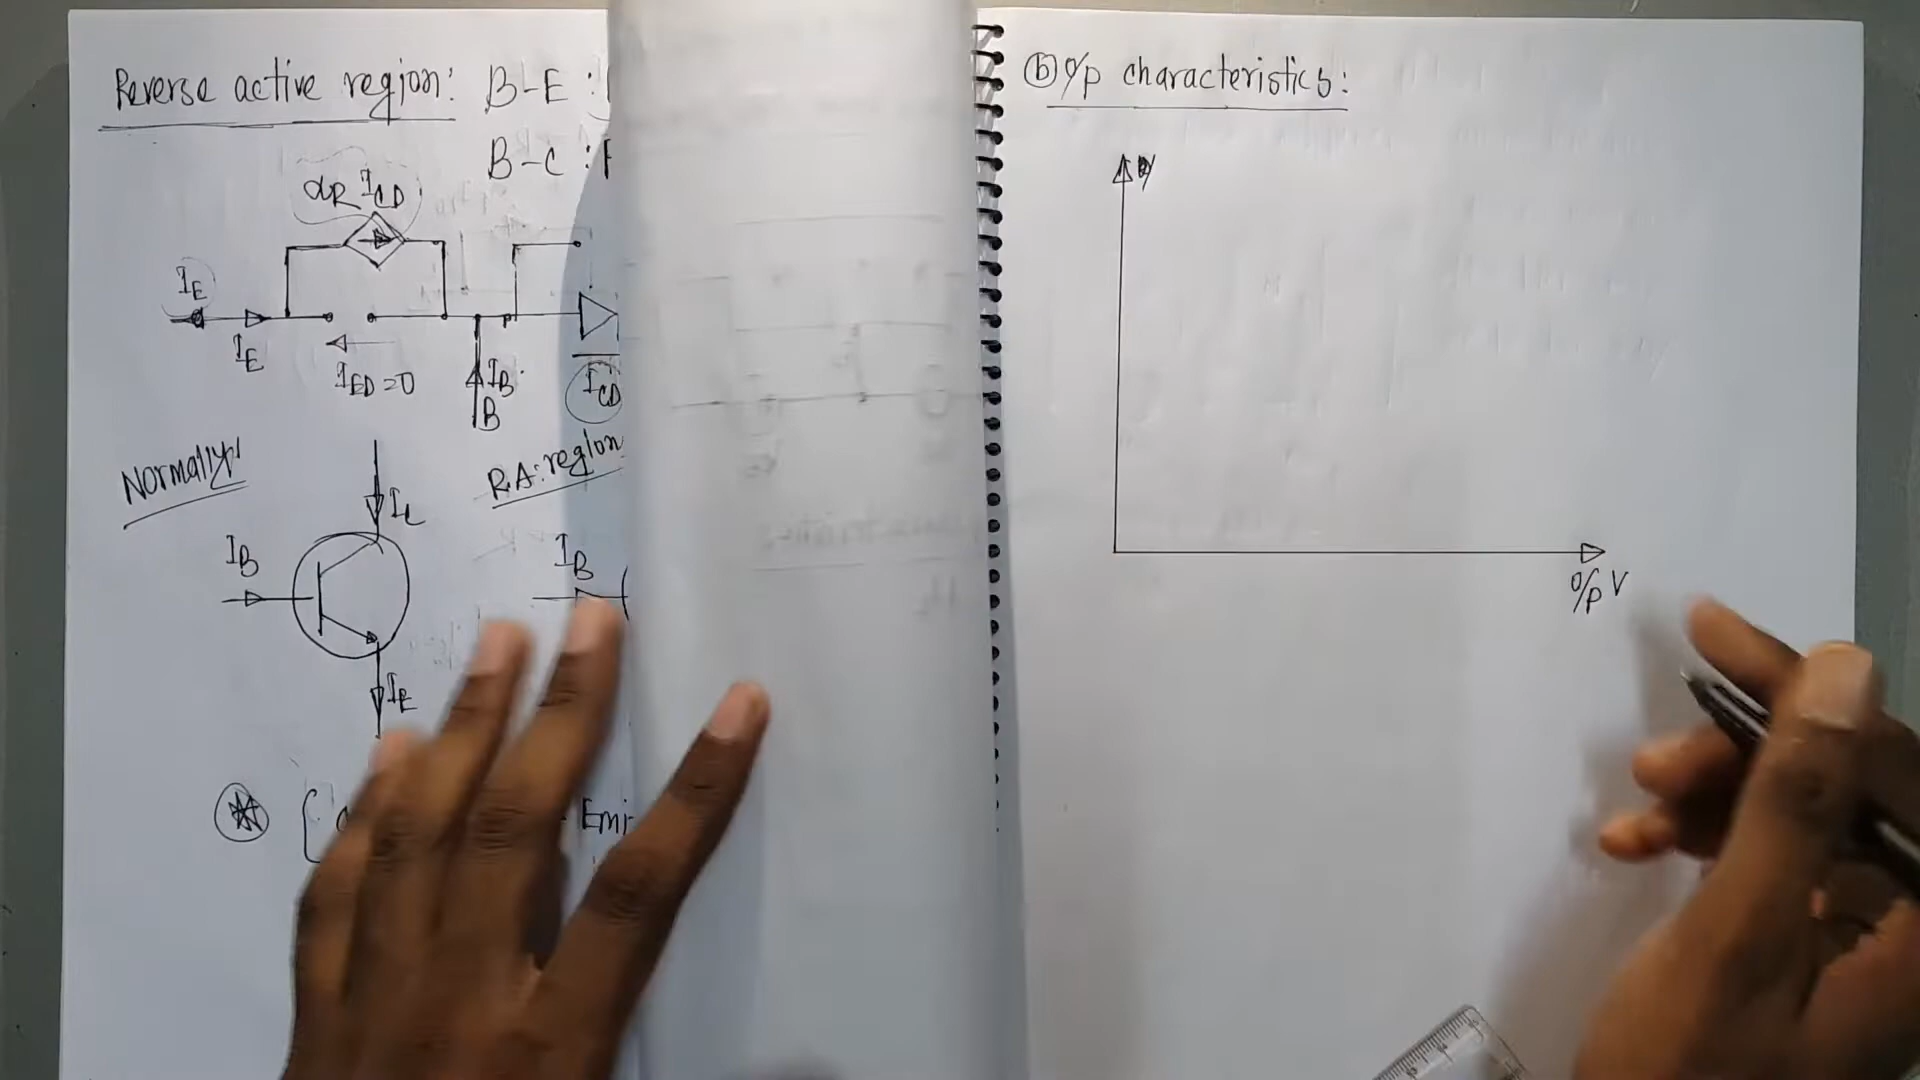 Reverse active region: B-E :
B-C :
αR ICD
IE
IE
IED=0
IB
B
ICD
Normally
R.A. region
IC
IB
IB
IE
Emi
ⓑ o/p characteristics:
o/p V